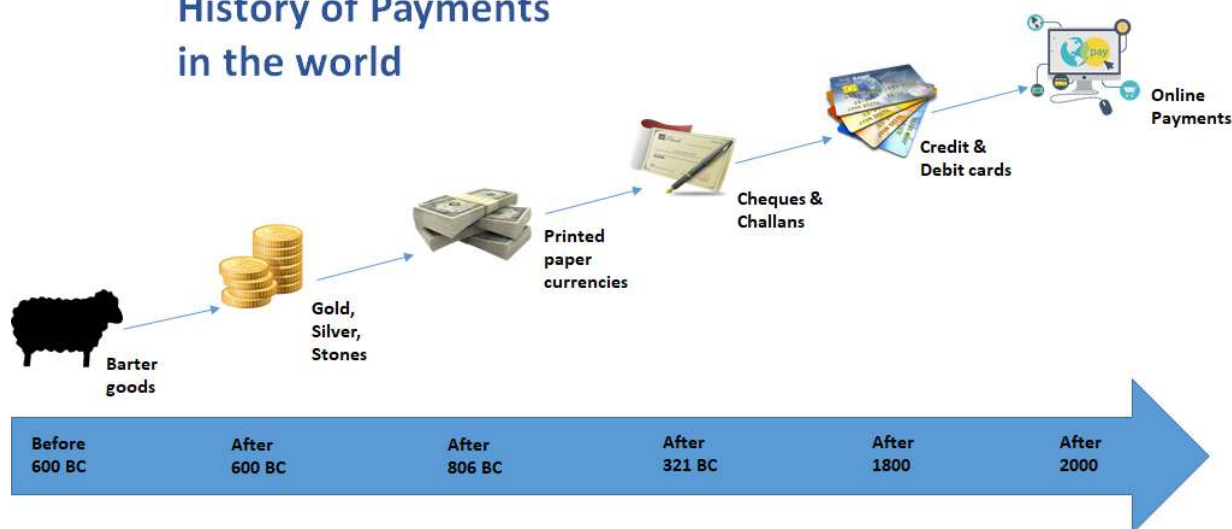 History of Payments
in the world
pay
Online
Payments
Credit &
Debit cards
Cheques &
Challans
Printed
paper
currencies
Gold,
Silver,
Stones
Barter
goods
Before
600 BC
After
600 BC
After
806 BC
After
321 BC
After
1800
After
2000